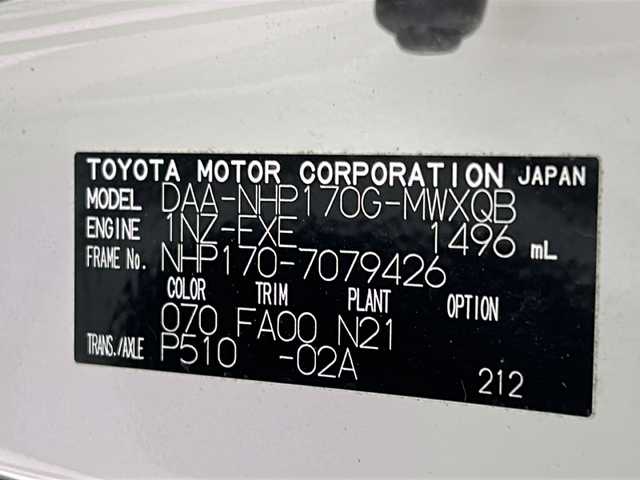 TOYOTA MOTOR CORPORATION JAPAN
MODEL DAA-NHP170G-MWXQB
ENGINE 1NZ-EXE 1496 mL
FRAME No. NHP170-7079426
COLOR TRIM PLANT OPTION
070 FA00 N21
TRANS./AXLE P510 -02A
212